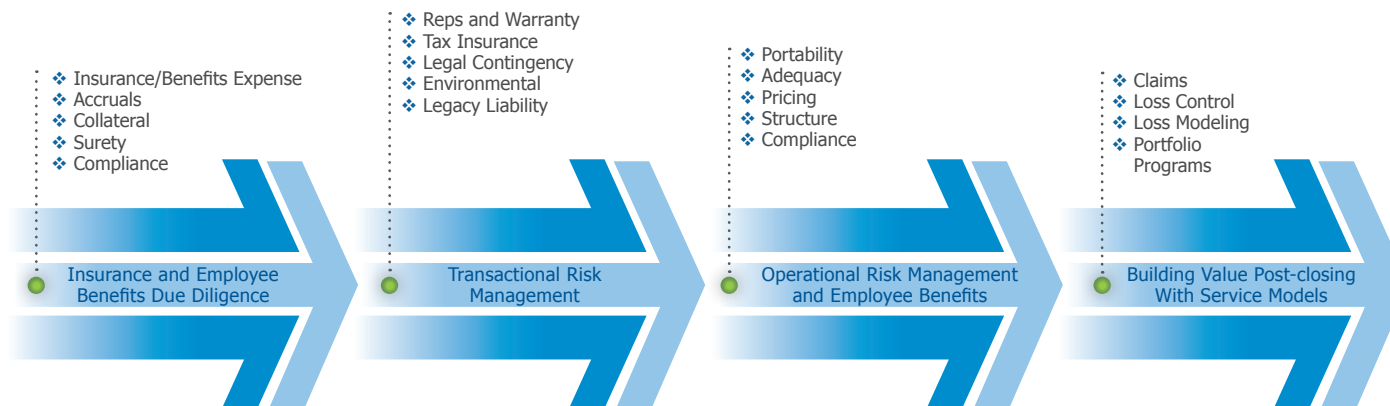 Insurance/Benefits Expense
Accruals
Collateral
Surety
Compliance
Insurance and Employee
Benefits Due Diligence
Reps and Warranty
Tax Insurance
Legal Contingency
Environmental
Legacy Liability
Transactional Risk
Management
Portability
Adequacy
Pricing
Structure
Compliance
Operational Risk Management
and Employee Benefits
Claims
Loss Control
Loss Modeling
Portfolio
Programs
Building Value Post-closing
With Service Models